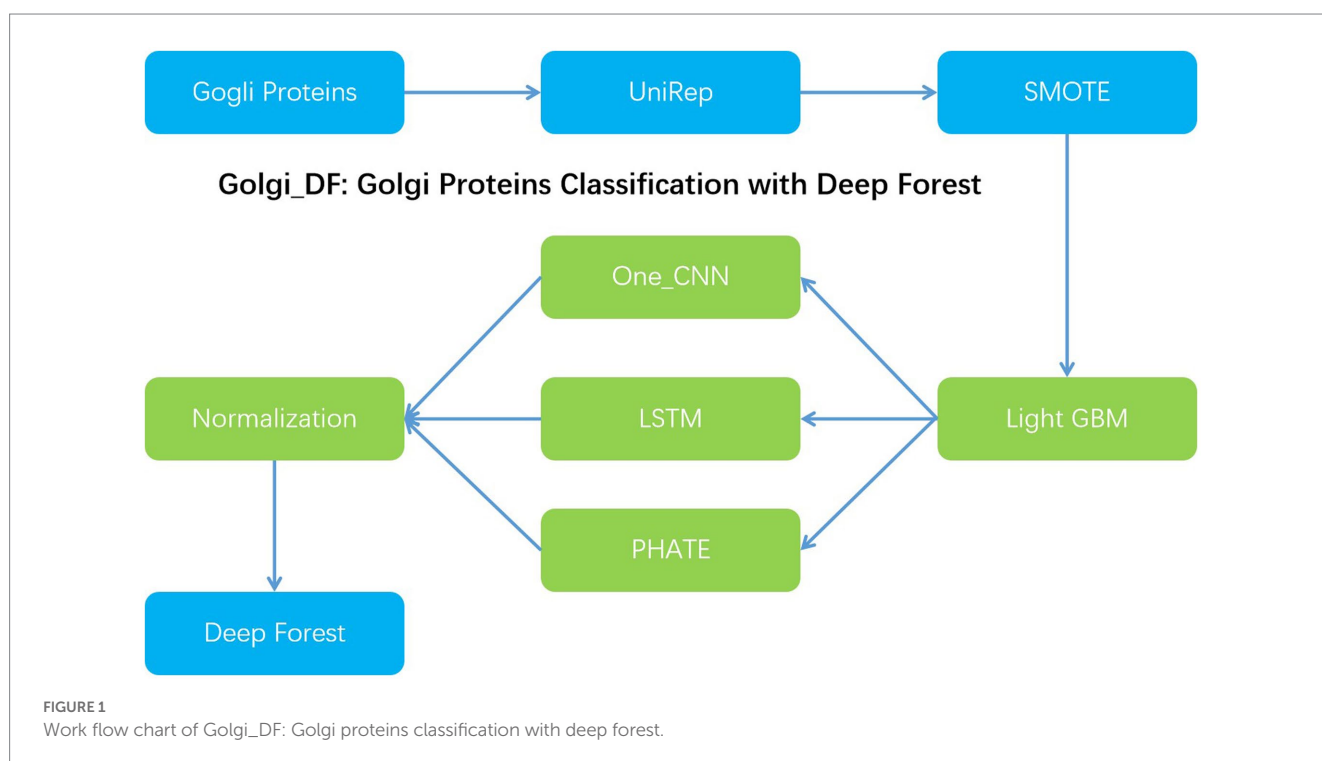 Gogli Proteins
UniRep
SMOTE
Golgi_DF: Golgi Proteins Classification with Deep Forest
One_CNN
Normalization
LSTM
Light GBM
PHATE
Deep Forest
FIGURE 1
Work flow chart of Golgi_DF: Golgi proteins classification with deep forest.